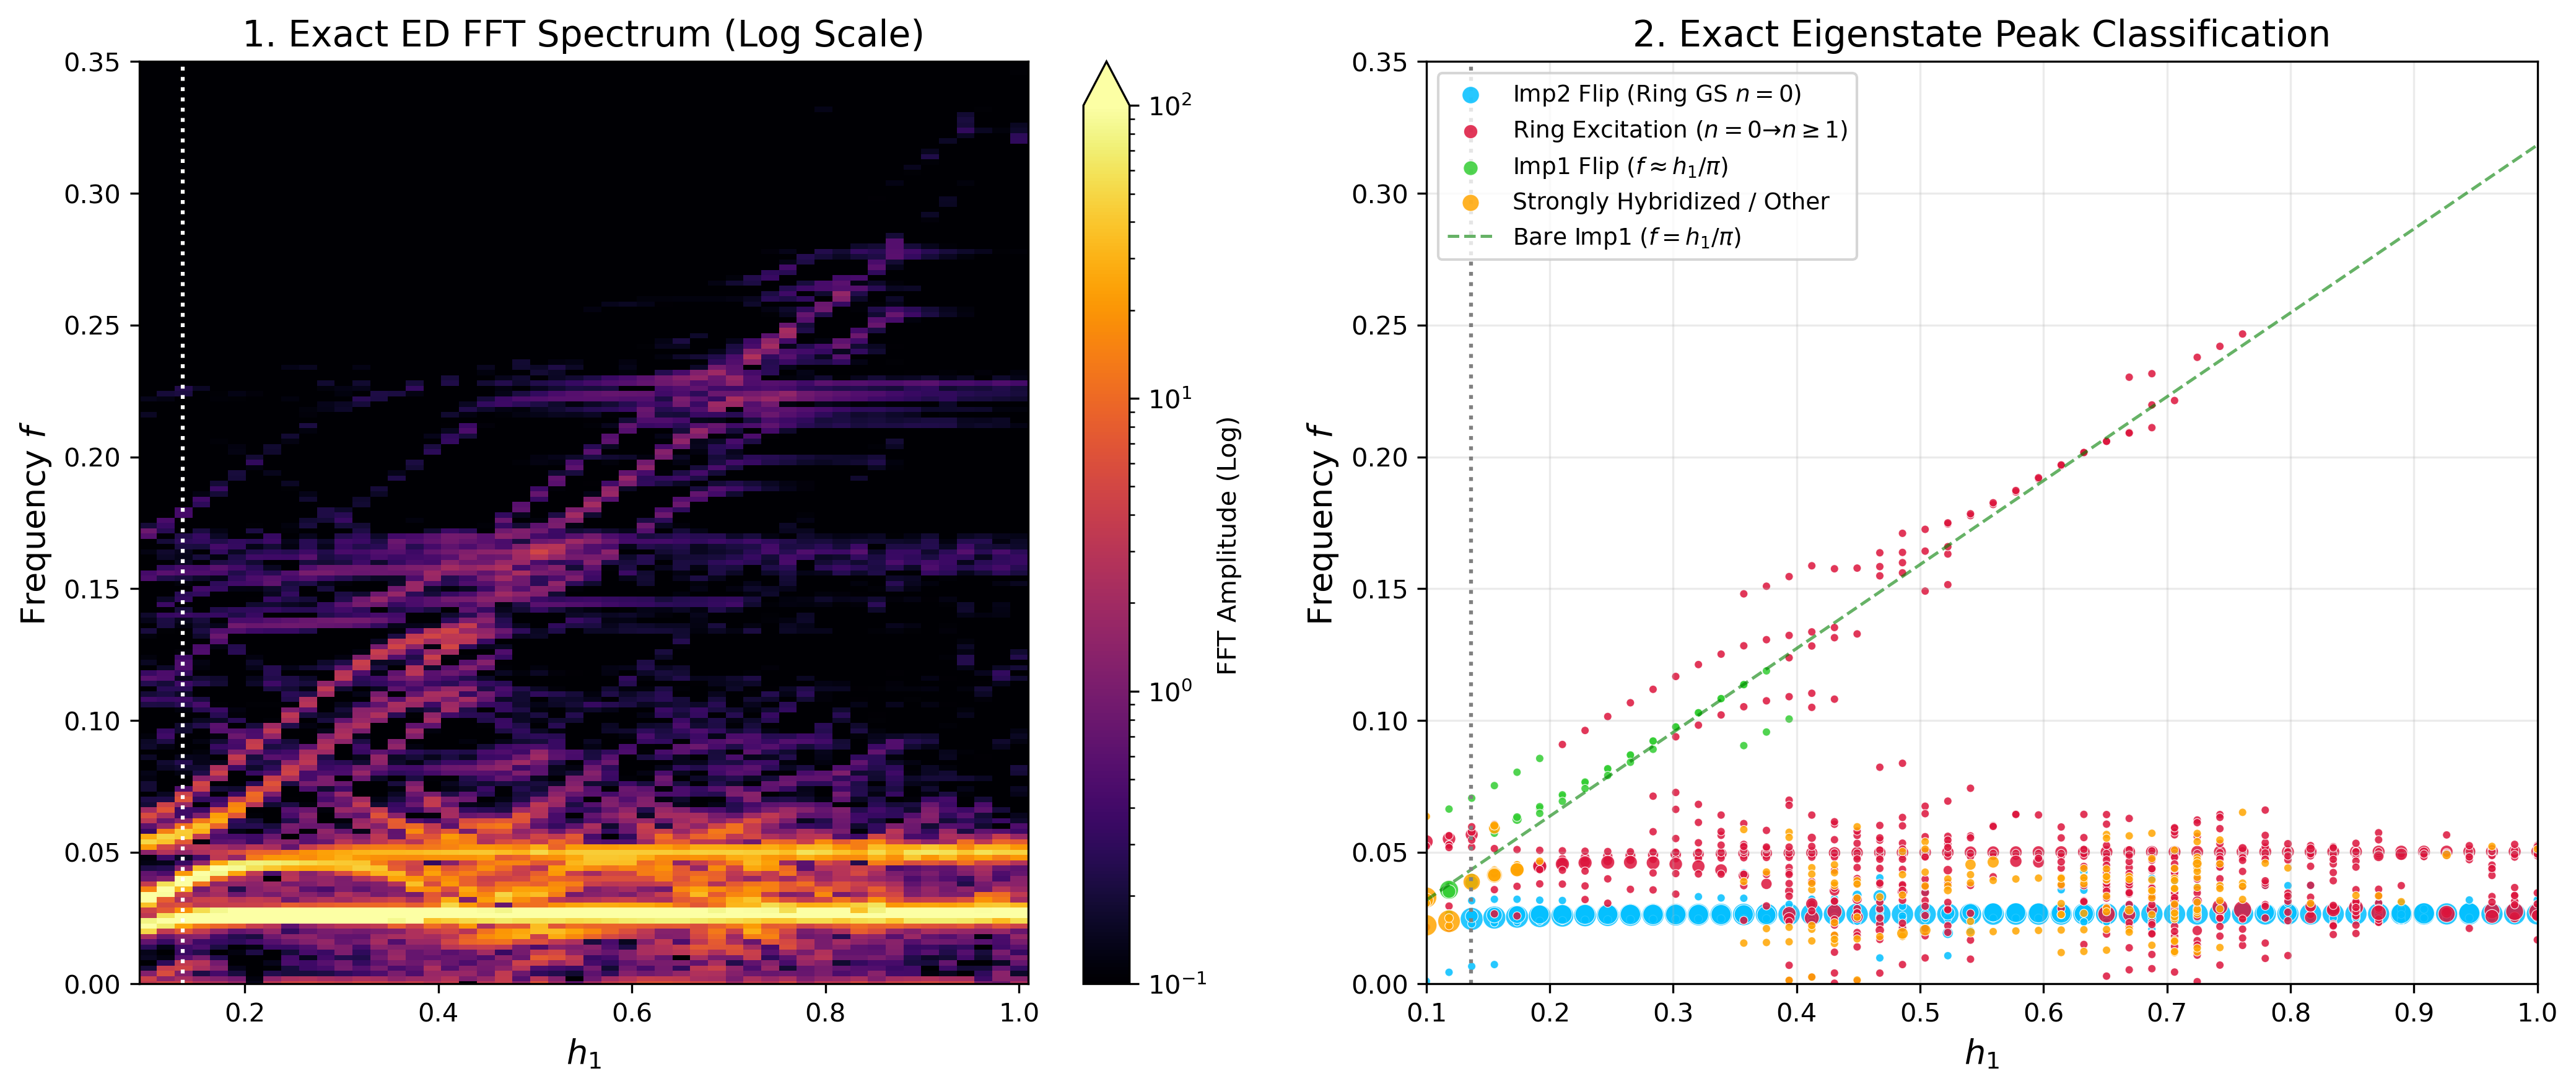 1. Exact ED FFT Spectrum (Log Scale)
Frequency f
0.35
0.30
0.25
0.20
0.15
0.10
0.05
0.00
0.2 0.4 0.6 0.8 1.0
h₁
10²
10¹
10⁰
10⁻¹
FFT Amplitude (Log)
2. Exact Eigenstate Peak Classification
Frequency f
0.35
0.30
0.25
0.20
0.15
0.10
0.05
0.00
Imp2 Flip (Ring GS n = 0)
Ring Excitation (n = 0→n ≥ 1)
Imp1 Flip (f ≈ h₁/π)
Strongly Hybridized / Other
Bare Imp1 (f = h₁/π)
0.1 0.2 0.3 0.4 0.5 0.6 0.7 0.8 0.9 1.0
h₁